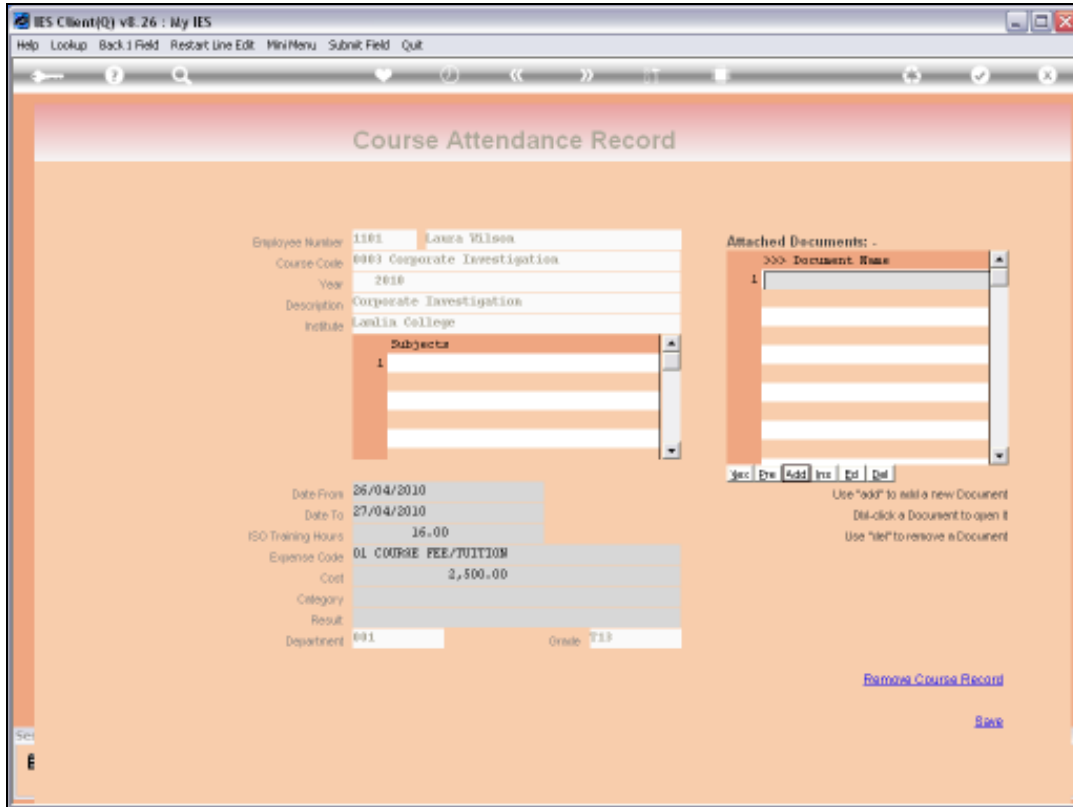 IES Client(Q) v8.26 : My IES
Help Lookup Back 1 Field Restart Line Edit Mini Menu Submit Field Quit
Course Attendance Record
Employee Number 1101 Laura Wilson
Course Code 0003 Corporate Investigation
Year 2010
Description Corporate Investigation
Institute Lamlin College
Subjects
1
Attached Documents: -
>>> Document Name
1
Nex Pre Add Ins Ed Del
Use "add" to add a new Document
Dbl-click a Document to open it
Use "del" to remove a Document
Date From 26/04/2010
Date To 27/04/2010
ISO Training Hours 16.00
Expense Code 01 COURSE FEE/TUITION
Cost 2,500.00
Category
Result
Department 001 Grade T13
Remove Course Record
Save